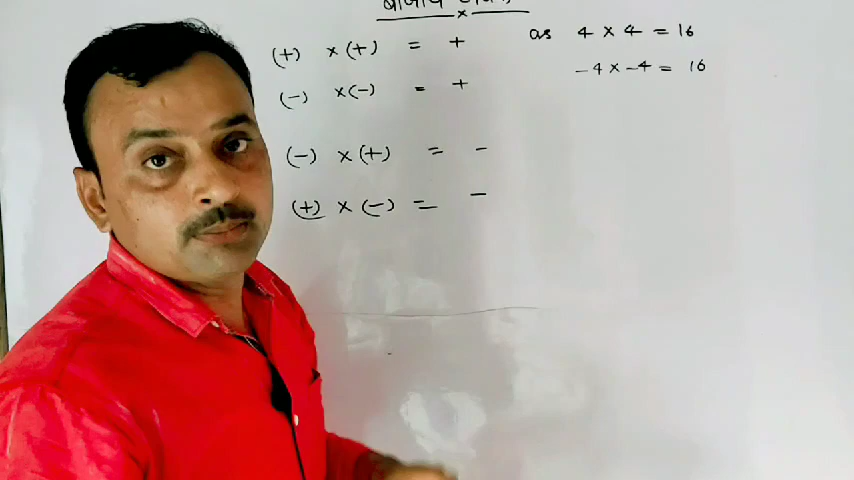 (+) × (+) = + as 4 × 4 = 16
(-) ×(-) = + -4 × -4 = 16
(-) × (+) = -
(+) × (-) = -